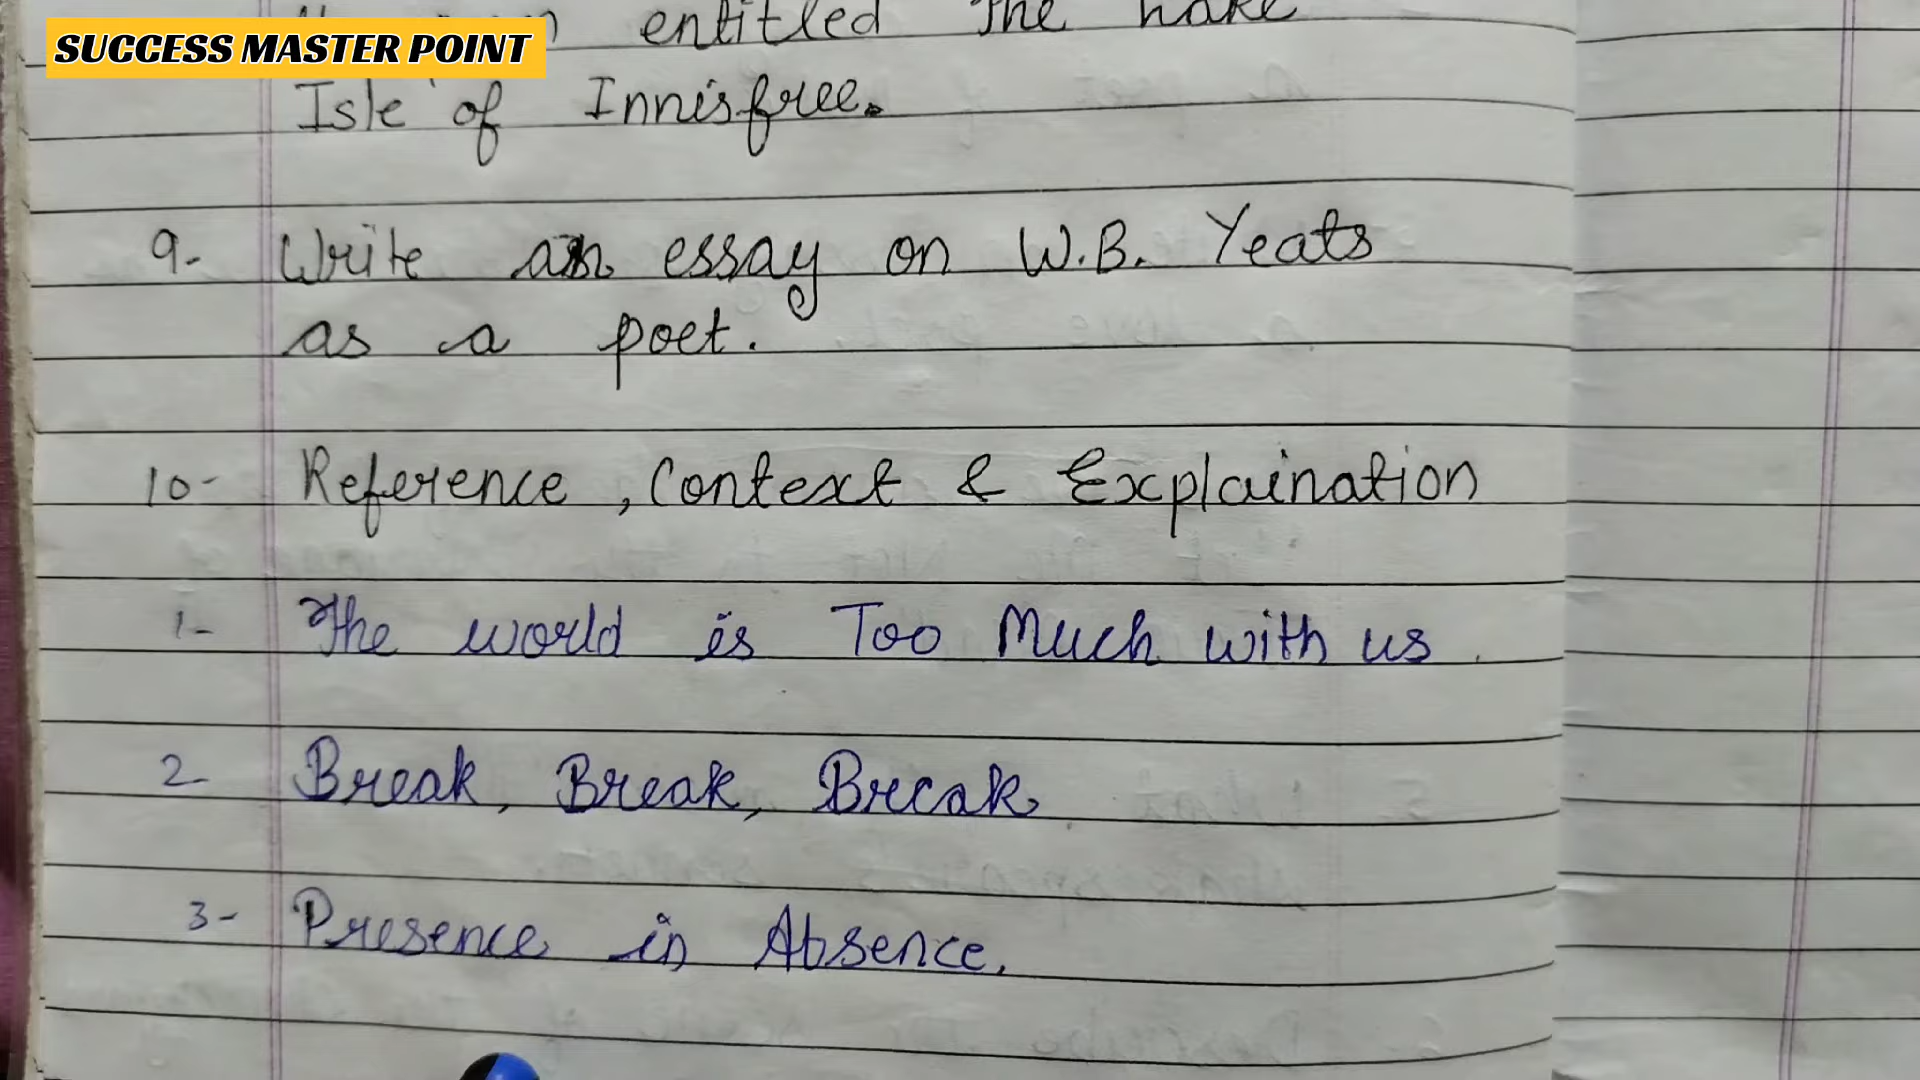 SUCCESS MASTER POINT
entitled The Lake
Isle of Innisfree.
9- Write an essay on W.B. Yeats
as a poet.
10- Reference, Context & Explaination
1- The world is Too Much with us.
2- Break, Break, Break
3- Presence in Absence.